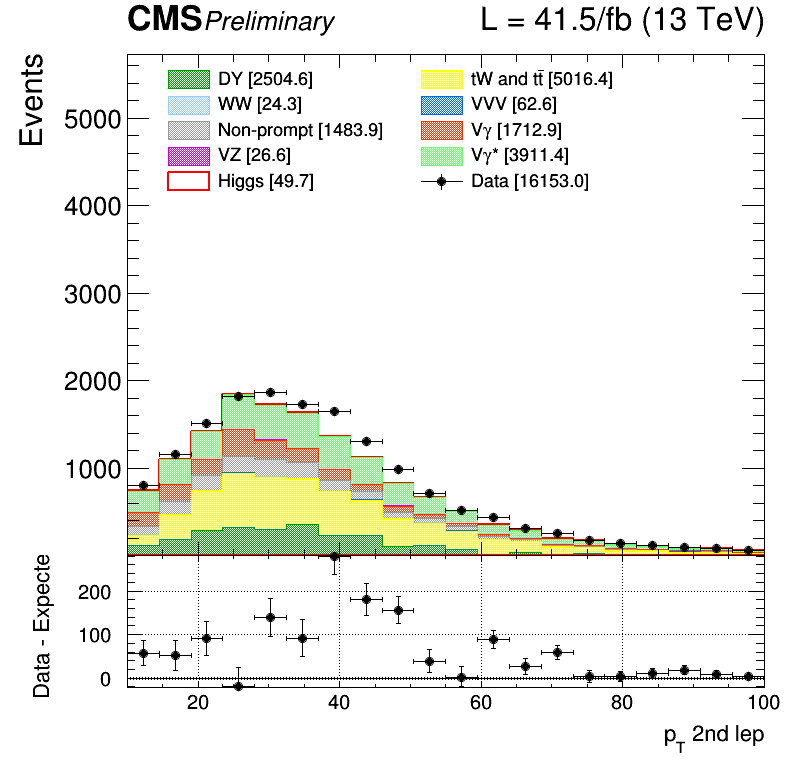 CMS Preliminary L = 41.5/fb (13 TeV)
Events
DY [2504.6] tW and tt̄ [5016.4]
WW [24.3] VVV [62.6]
Non-prompt [1483.9] Vγ [1712.9]
VZ [26.6] Vγ* [3911.4]
Higgs [49.7] Data [16153.0]
5000
4000
3000
2000
1000
Data - Expecte
200
100
0
20 40 60 80 100
p_T 2nd lep